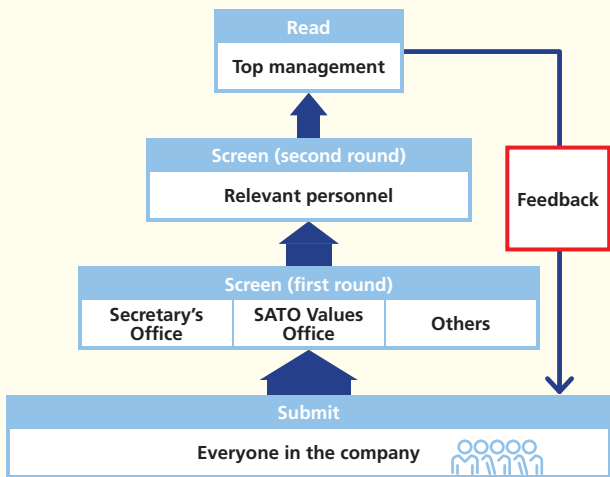 Read
Top management
Screen (second round)
Relevant personnel
Feedback
Screen (first round)
Secretary's
Office
SATO Values
Office
Others
Submit
Everyone in the company